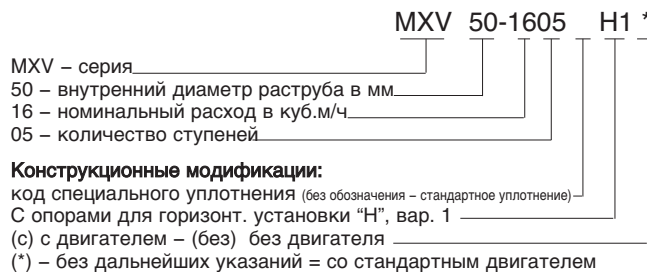 MXV 50-1605 _ H1 *
MXV – серия
50 – внутренний диаметр раструба в мм
16 – номинальный расход в куб.м/ч
05 – количество ступеней
Конструкционные модификации:
код специального уплотнения (без обозначения – стандартное уплотнение)
С опорами для горизонт. установки “H”, вар. 1
(с) с двигателем – (без) без двигателя
(*) – без дальнейших указаний = со стандартным двигателем